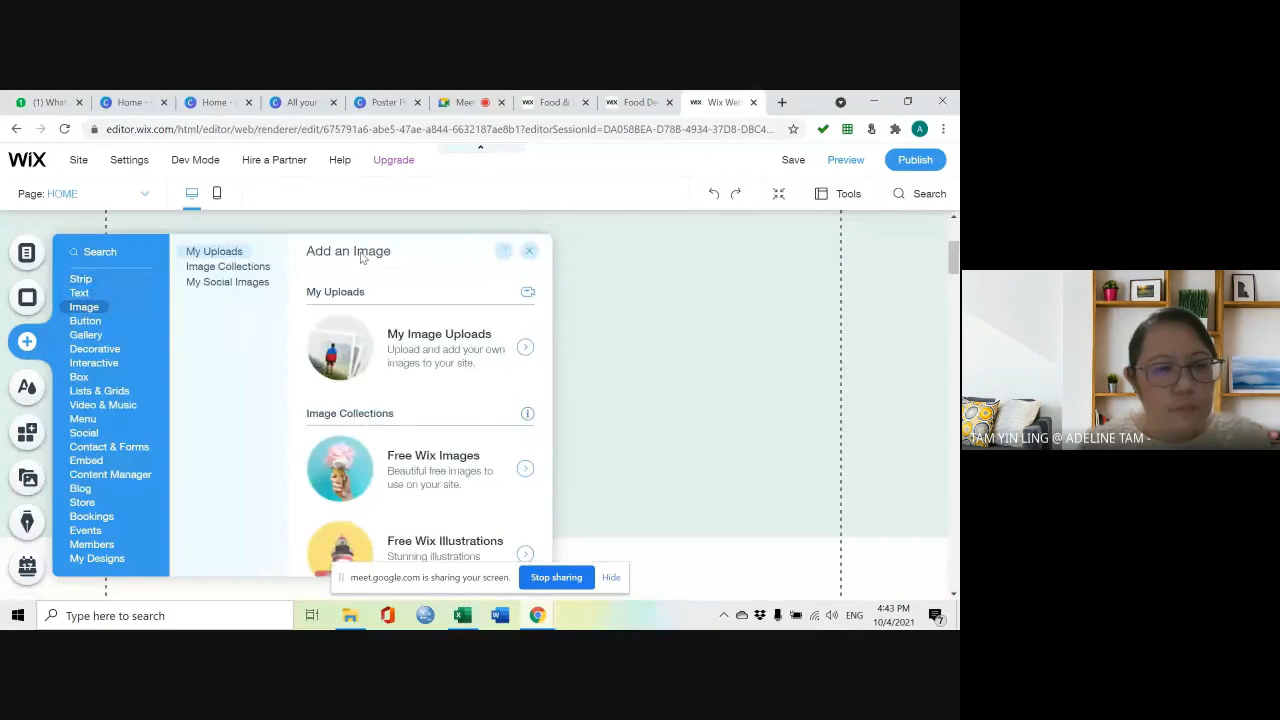 (1) What
Home -
Home -
All your
Poster P
Mee
Food &
Food De
Wix Web
editor.wix.com/html/editor/web/renderer/edit/675791a6-abe5-47ae-a844-6632187ae8b1?editorSessionId=DA058BEA-D78B-4934-37D8-DBC4...
A
WiX
Site
Settings
Dev Mode
Hire a Partner
Help
Upgrade
Save
Preview
Publish
Page: HOME
Tools
Search
Search
Strip
Text
Image
Button
Gallery
Decorative
Interactive
Box
Lists & Grids
Video & Music
Menu
Social
Contact & Forms
Embed
Content Manager
Blog
Store
Bookings
Events
Members
My Designs
My Uploads
Image Collections
My Social Images
Add an Image
My Uploads
My Image Uploads
Upload and add your own
images to your site.
Image Collections
Free Wix Images
Beautiful free images to
use on your site.
Free Wix Illustrations
Stunning illustrations
meet.google.com is sharing your screen.
Stop sharing
Hide
TAM YIN LING @ ADELINE TAM -
Type here to search
ENG
4:43 PM
10/4/2021
7